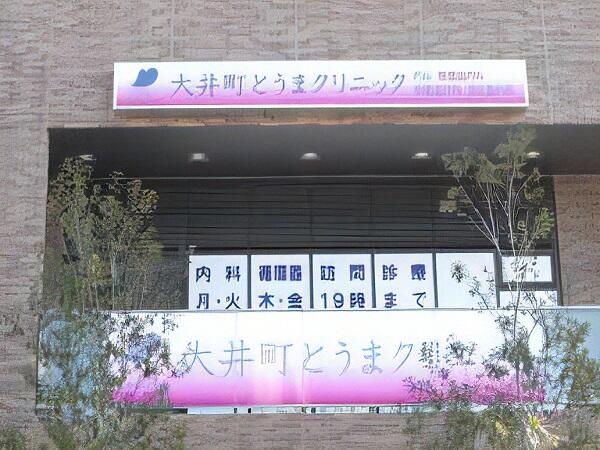 大井町とうまクリニック
内科 訪問診療
月・火 木・金 19時まで
大井町とうまク